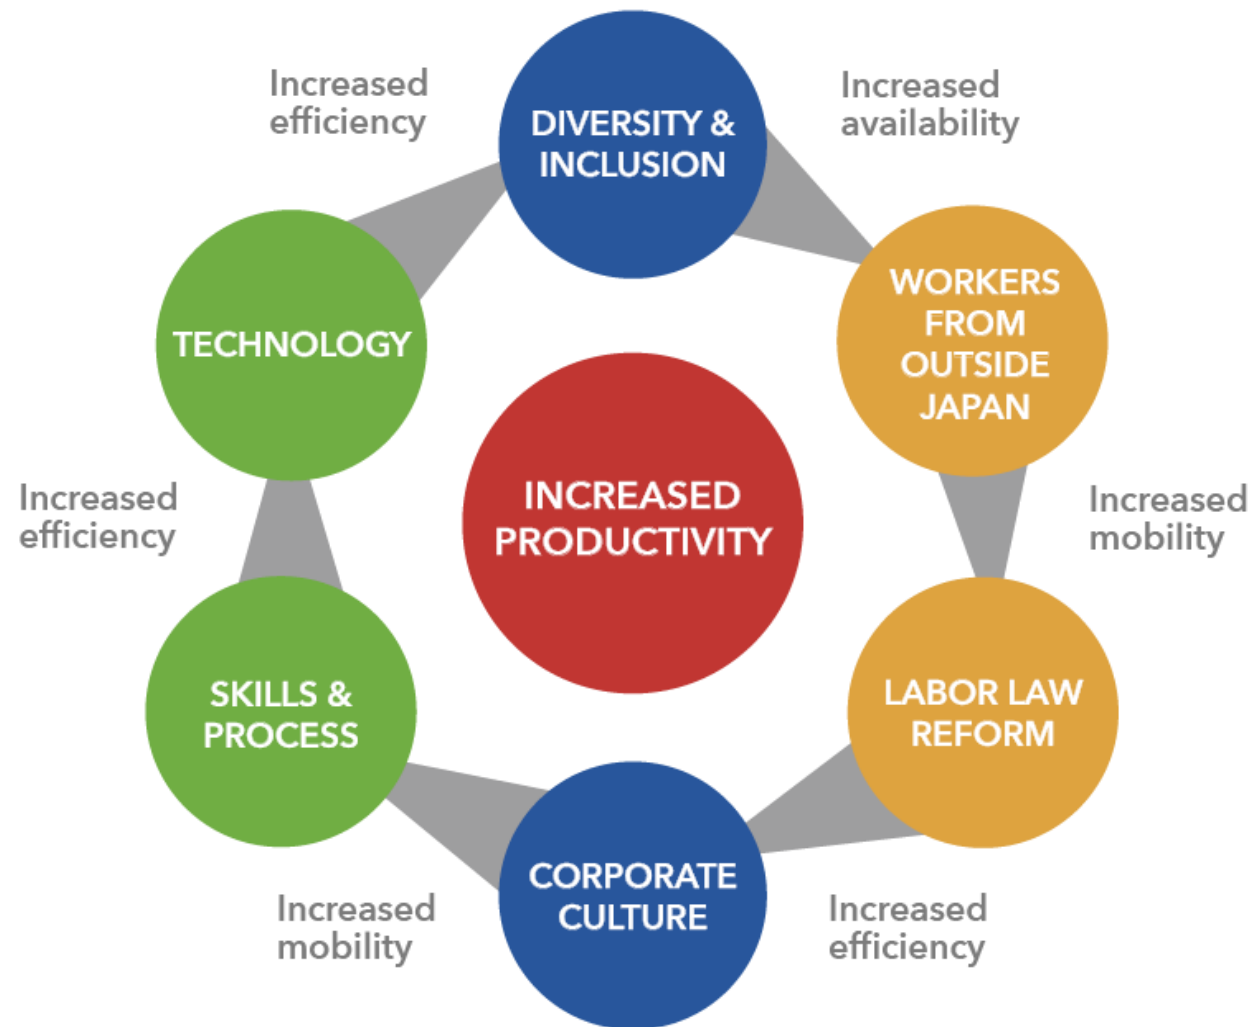 Increased
efficiency
DIVERSITY &
INCLUSION
Increased
availability
TECHNOLOGY
WORKERS
FROM
OUTSIDE
JAPAN
Increased
efficiency
INCREASED
PRODUCTIVITY
Increased
mobility
SKILLS &
PROCESS
LABOR LAW
REFORM
Increased
mobility
CORPORATE
CULTURE
Increased
efficiency